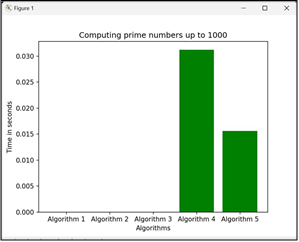 Figure 1
Computing prime numbers up to 1000
0.030
0.025
0.020
0.015
0.010
0.005
0.000
Time in seconds
Algorithm 1 Algorithm 2 Algorithm 3 Algorithm 4 Algorithm 5
Algorithms